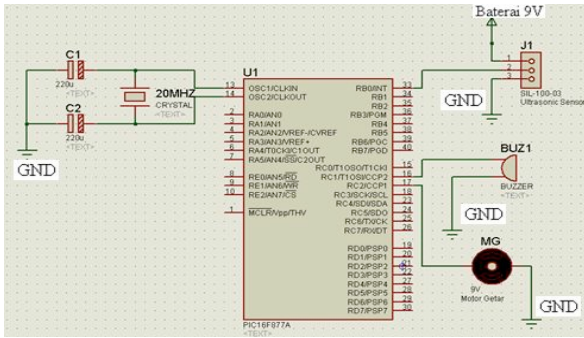 Baterai 9V
J1
1
2
3
SIL-100-03
Ultrasonic Sensor
GND
C1
220u
<TEXT>
C2
220u
<TEXT>
GND
20MHZ
CRYSTAL
<TEXT>
U1
13 OSC1/CLKIN
14 OSC2/CLKOUT
2 RA0/AN0
3 RA1/AN1
4 RA2/AN2/VREF-/CVREF
5 RA3/AN3/VREF+
6 RA4/T0CKI/C1OUT
7 RA5/AN4/SS/C2OUT
8 RE0/AN5/RD
9 RE1/AN6/WR
10 RE2/AN7/CS
1 MCLR/Vpp/THV
RB0/INT 33
RB1 34
RB2 35
RB3/PGM 36
RB4 37
RB5 38
RB6/PGC 39
RB7/PGD 40
RC0/T1OSO/T1CKI 15
RC1/T1OSI/CCP2 16
RC2/CCP1 17
RC3/SCK/SCL 18
RC4/SDI/SDA 23
RC5/SDO 24
RC6/TX/CK 25
RC7/RX/DT 26
RD0/PSP0 19
RD1/PSP1 20
RD2/PSP2 21
RD3/PSP3 22
RD4/PSP4 27
RD5/PSP5 28
RD6/PSP6 29
RD7/PSP7 30
PIC16F877A
<TEXT>
BUZ1
BUZZER
<TEXT>
GND
MG
9V
Motor Getar
GND